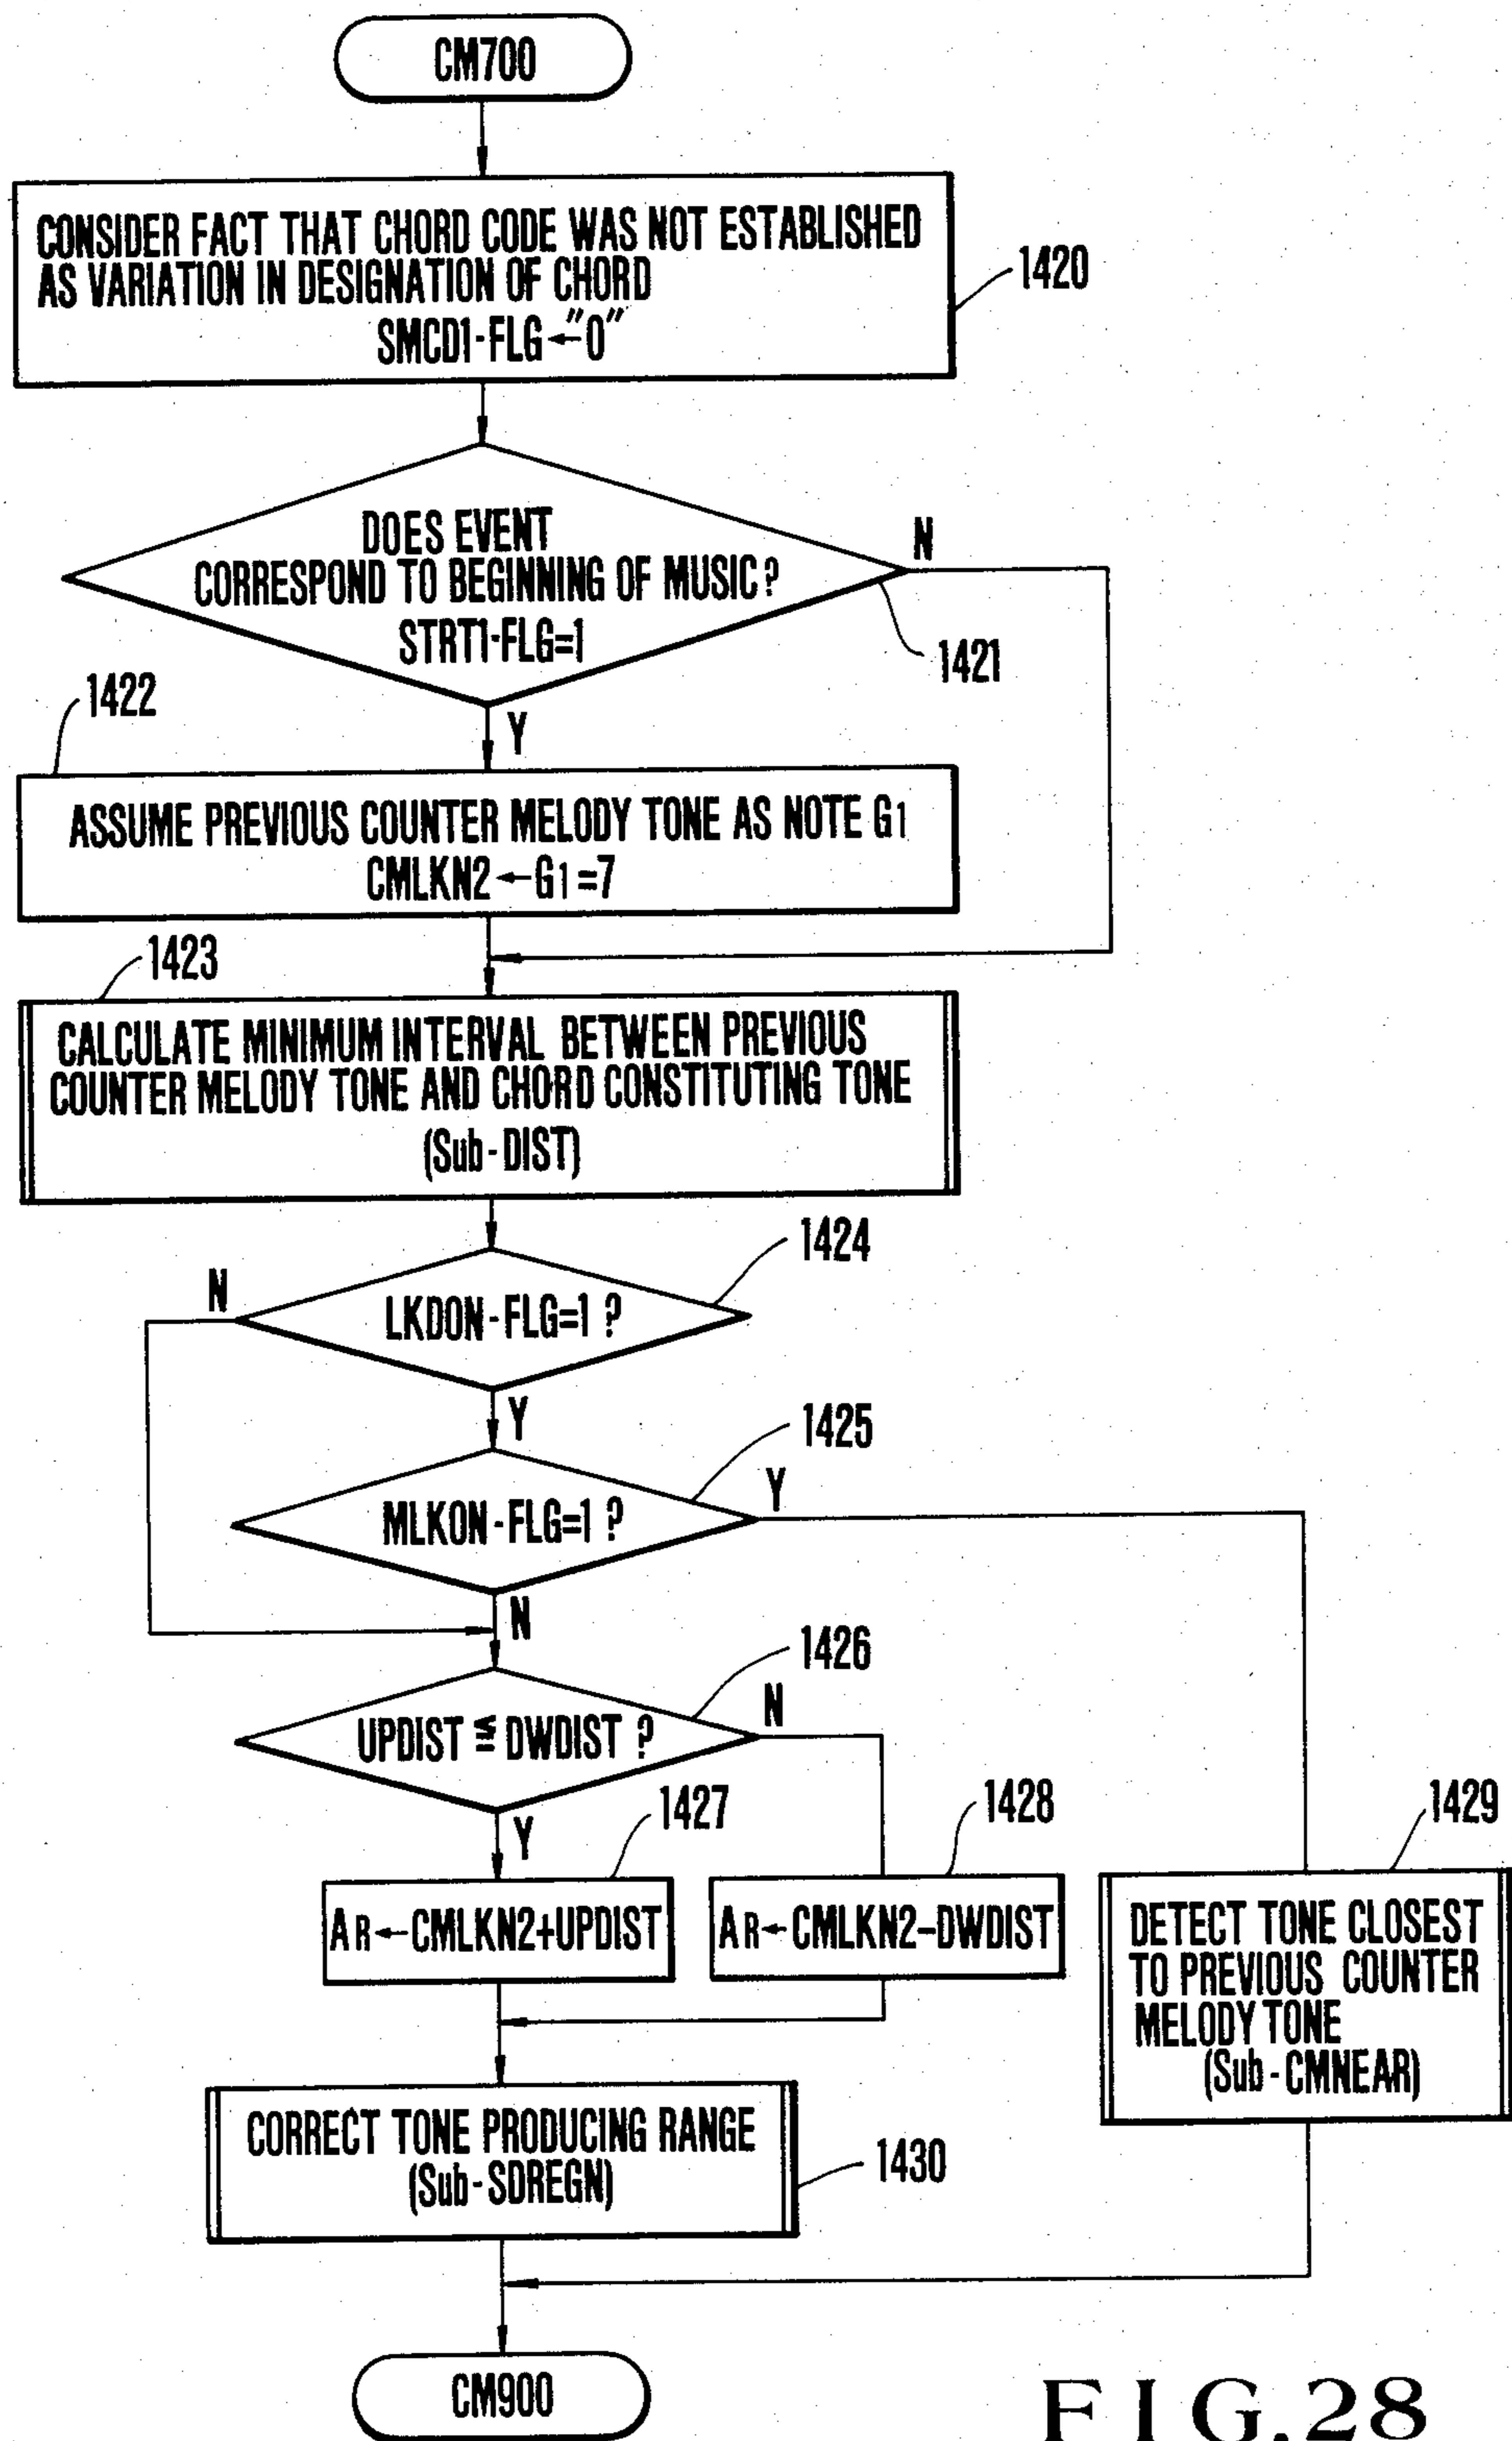 CM700
CONSIDER FACT THAT CHORD CODE WAS NOT ESTABLISHED
AS VARIATION IN DESIGNATION OF CHORD
SMCD1-FLG←"0"
1420
DOES EVENT
CORRESPOND TO BEGINNING OF MUSIC?
STRT1-FLG=1
N
1421
Y
1422
ASSUME PREVIOUS COUNTER MELODY TONE AS NOTE G1
CMLKN2←G1=7
1423
CALCULATE MINIMUM INTERVAL BETWEEN PREVIOUS
COUNTER MELODY TONE AND CHORD CONSTITUTING TONE
(Sub-DIST)
1424
N
LKDON-FLG=1 ?
Y
1425
MLKON-FLG=1 ?
Y
N
1426
UPDIST ≦ DWDIST ?
N
Y
1427
AR←CMLKN2+UPDIST
1428
AR←CMLKN2-DWDIST
1429
DETECT TONE CLOSEST
TO PREVIOUS COUNTER
MELODY TONE
(Sub-CMNEAR)
CORRECT TONE PRODUCING RANGE
(Sub-SDREGN)
1430
CM900
FIG.28